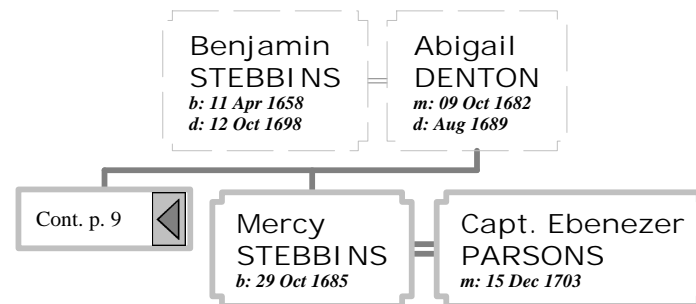 Benjamin
STEBBINS
b: 11 Apr 1658
d: 12 Oct 1698
Abigail
DENTON
m: 09 Oct 1682
d: Aug 1689
Cont. p. 9
Mercy
STEBBINS
b: 29 Oct 1685
Capt. Ebenezer
PARSONS
m: 15 Dec 1703